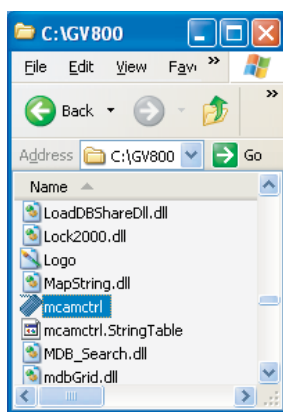 C:\GV800
File Edit View Favi »
Back »
Address C:\GV800 Go
Name
LoadDBShareDll.dll
Lock2000.dll
Logo
MapString.dll
mcamctrl
mcamctrl.StringTable
MDB_Search.dll
mdbGrid.dll